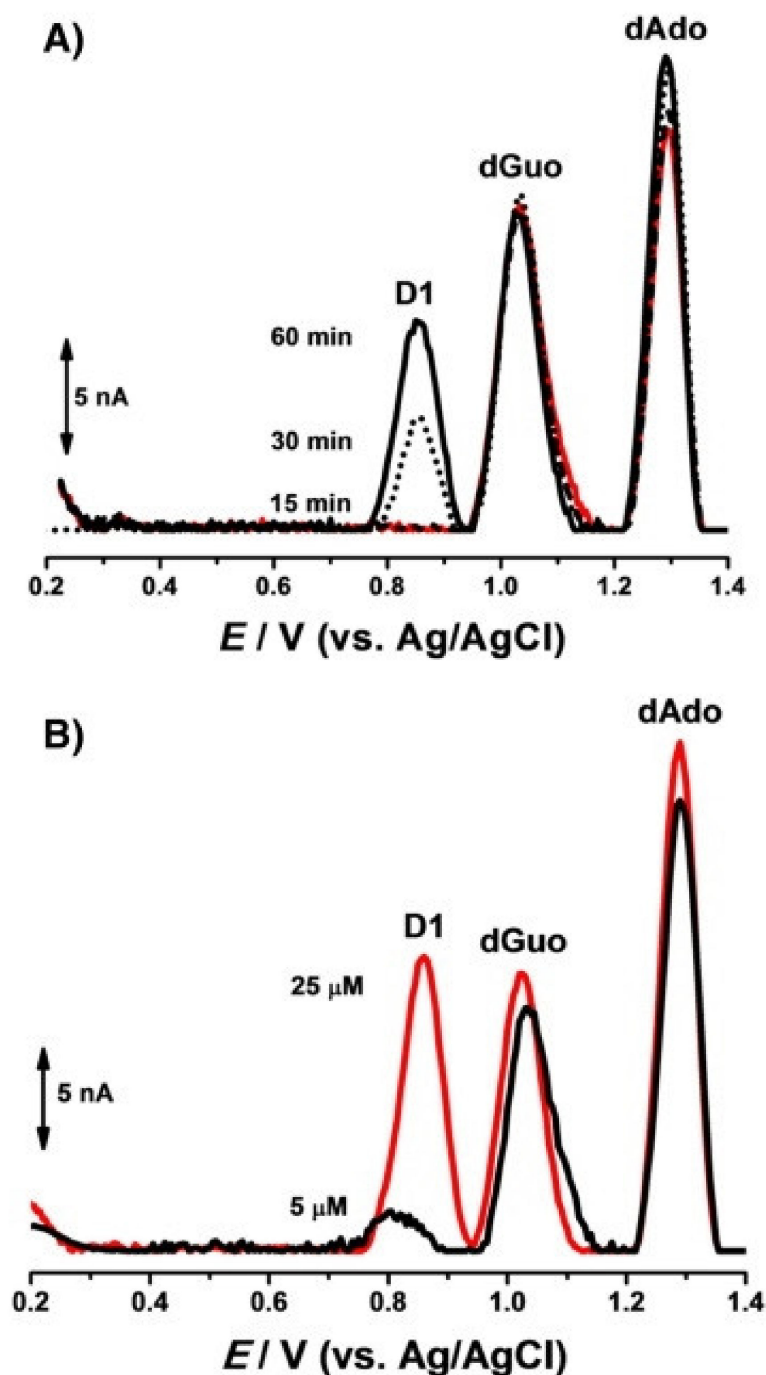 A)
dAdo
dGuo
D1
60 min
5 nA
30 min
15 min
0.2 0.4 0.6 0.8 1.0 1.2 1.4
E / V (vs. Ag/AgCl)
B)
dAdo
D1
dGuo
25 μM
5 nA
5 μM
0.2 0.4 0.6 0.8 1.0 1.2 1.4
E / V (vs. Ag/AgCl)